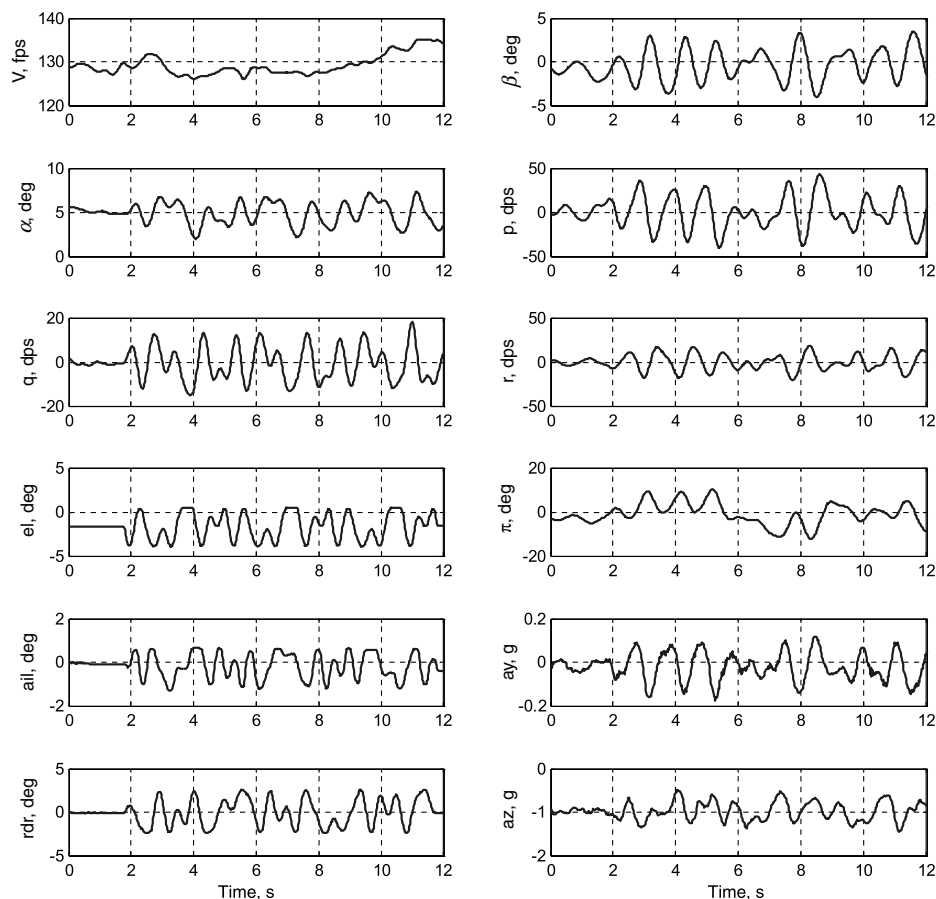 140
130
120
V, fps
0 2 4 6 8 10 12
5
0
-5
β, deg
0 2 4 6 8 10 12
10
5
0
α, deg
0 2 4 6 8 10 12
50
0
-50
p, dps
0 2 4 6 8 10 12
20
0
-20
q, dps
0 2 4 6 8 10 12
50
0
-50
r, dps
0 2 4 6 8 10 12
5
0
-5
el, deg
0 2 4 6 8 10 12
20
0
-20
π, deg
0 2 4 6 8 10 12
2
0
-2
ail, deg
0 2 4 6 8 10 12
0.2
0
-0.2
ay, g
0 2 4 6 8 10 12
5
0
-5
rdr, deg
0 2 4 6 8 10 12
Time, s
0
-1
-2
az, g
0 2 4 6 8 10 12
Time, s